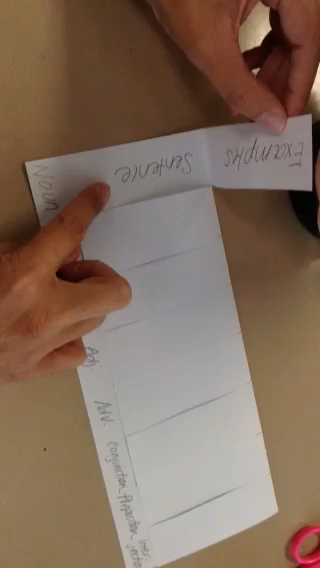 Examples
Sentence
Noun
Adj.
Adv.
Conjunction
Preposition